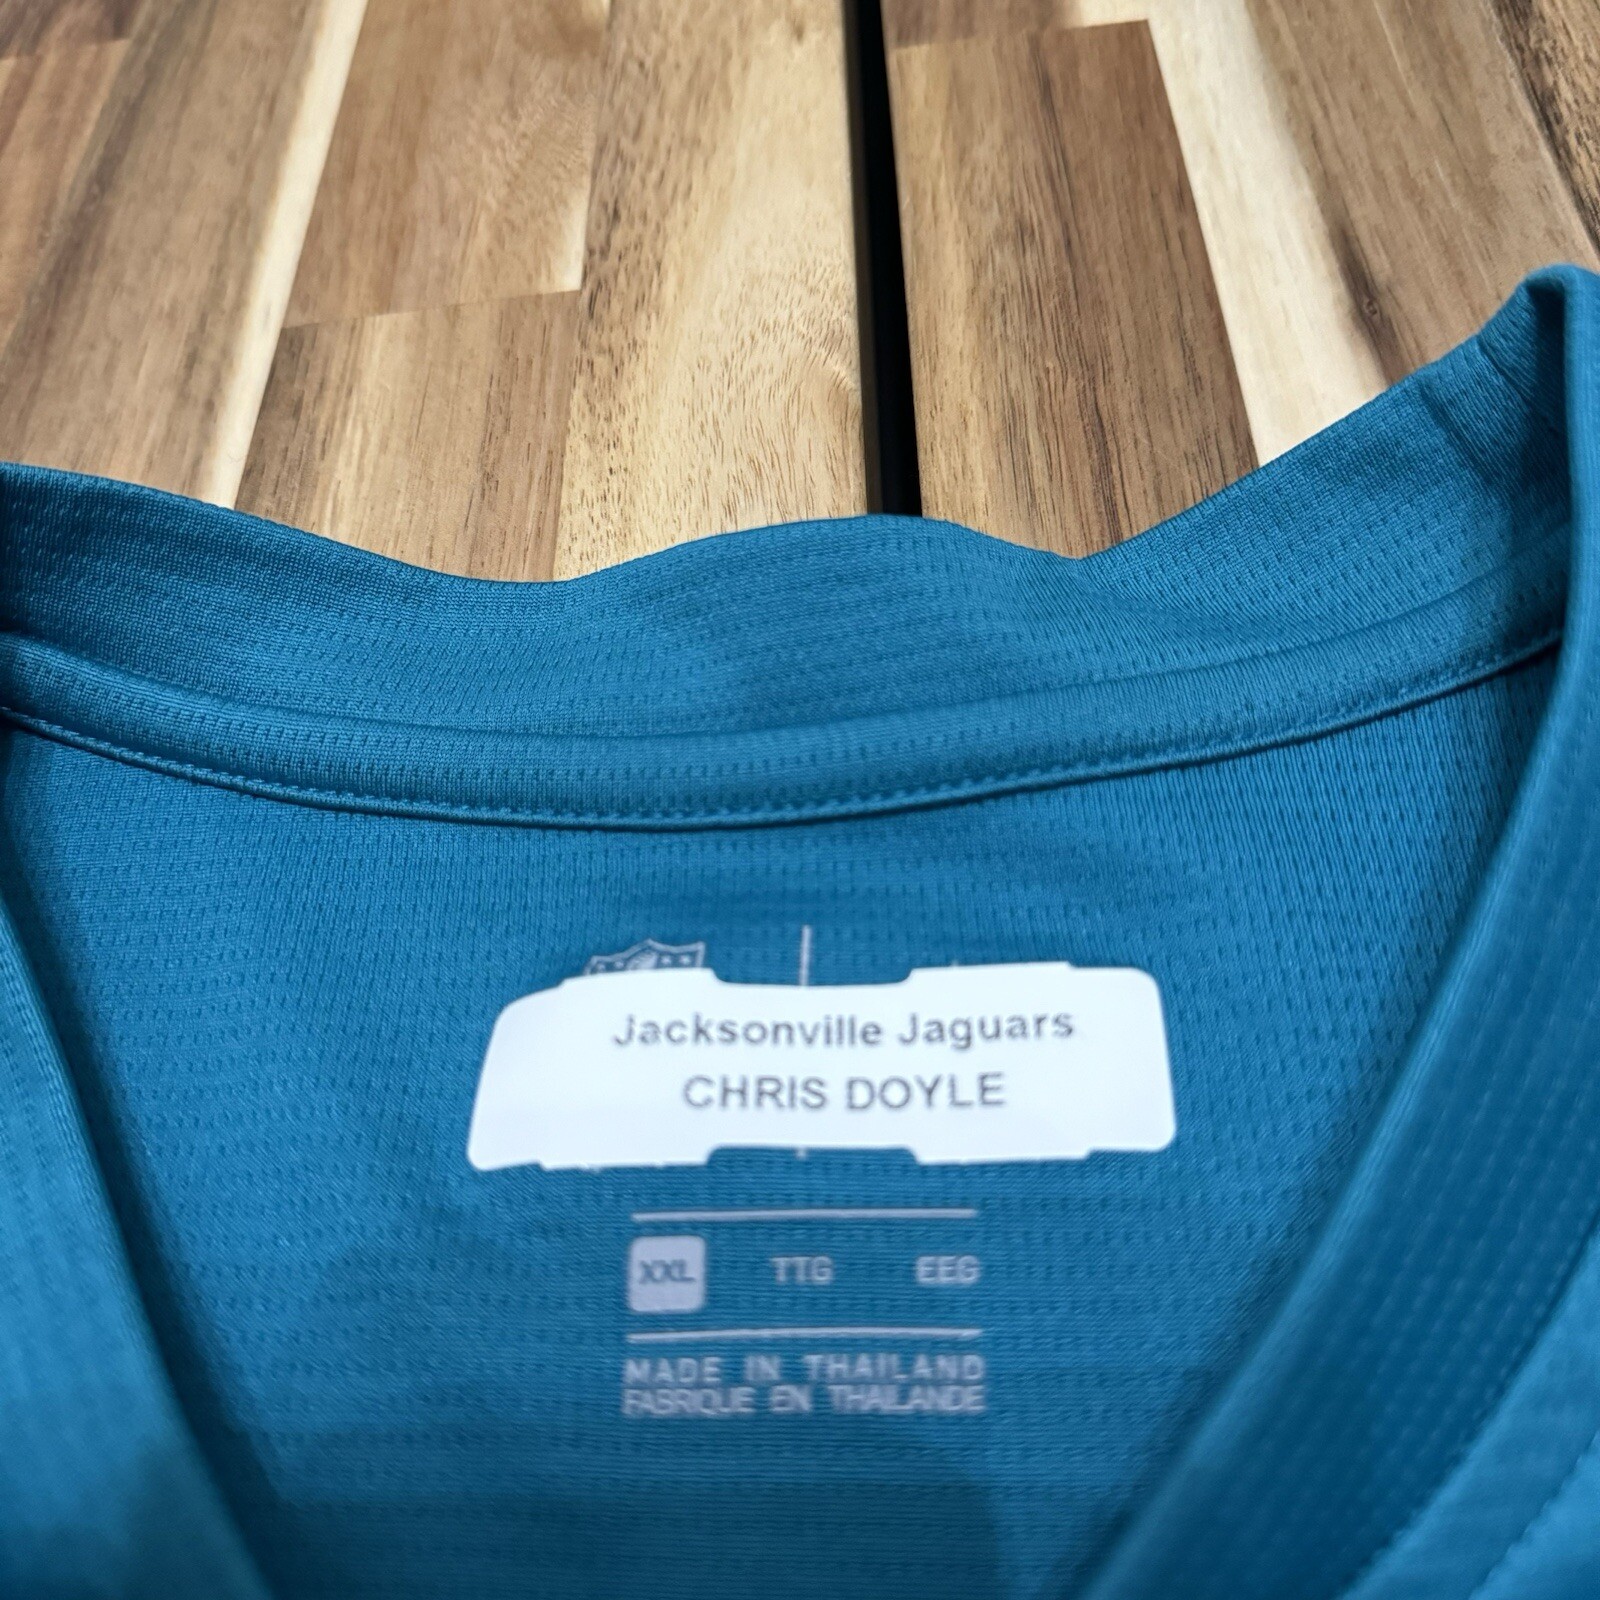 Jacksonville Jaguars
CHRIS DOYLE
XXL TTG EEG
MADE IN THAILAND
FABRIQUE EN THAILANDE